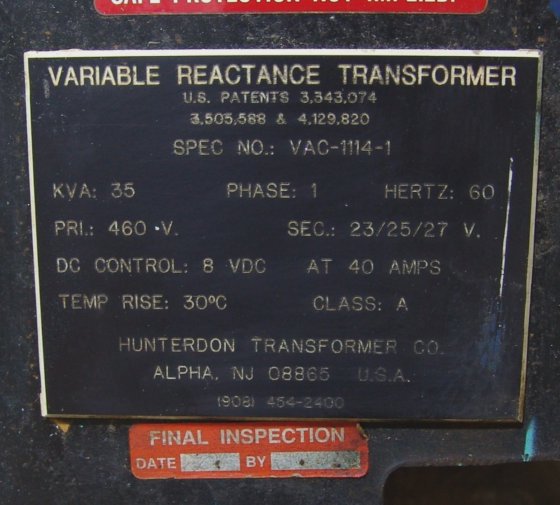 VARIABLE REACTANCE TRANSFORMER
U.S. PATENTS 3,343,074
3,505,588 & 4,129,820
SPEC NO.: VAC-1114-1
KVA: 35 PHASE: 1 HERTZ: 60
PRI.: 460 V. SEC.: 23/25/27 V.
DC CONTROL: 8 VDC AT 40 AMPS
TEMP RISE: 30ºC CLASS: A
HUNTERDON TRANSFORMER CO.
ALPHA, NJ 08865 U.S.A.
(908) 454-2400
FINAL INSPECTION
DATE BY